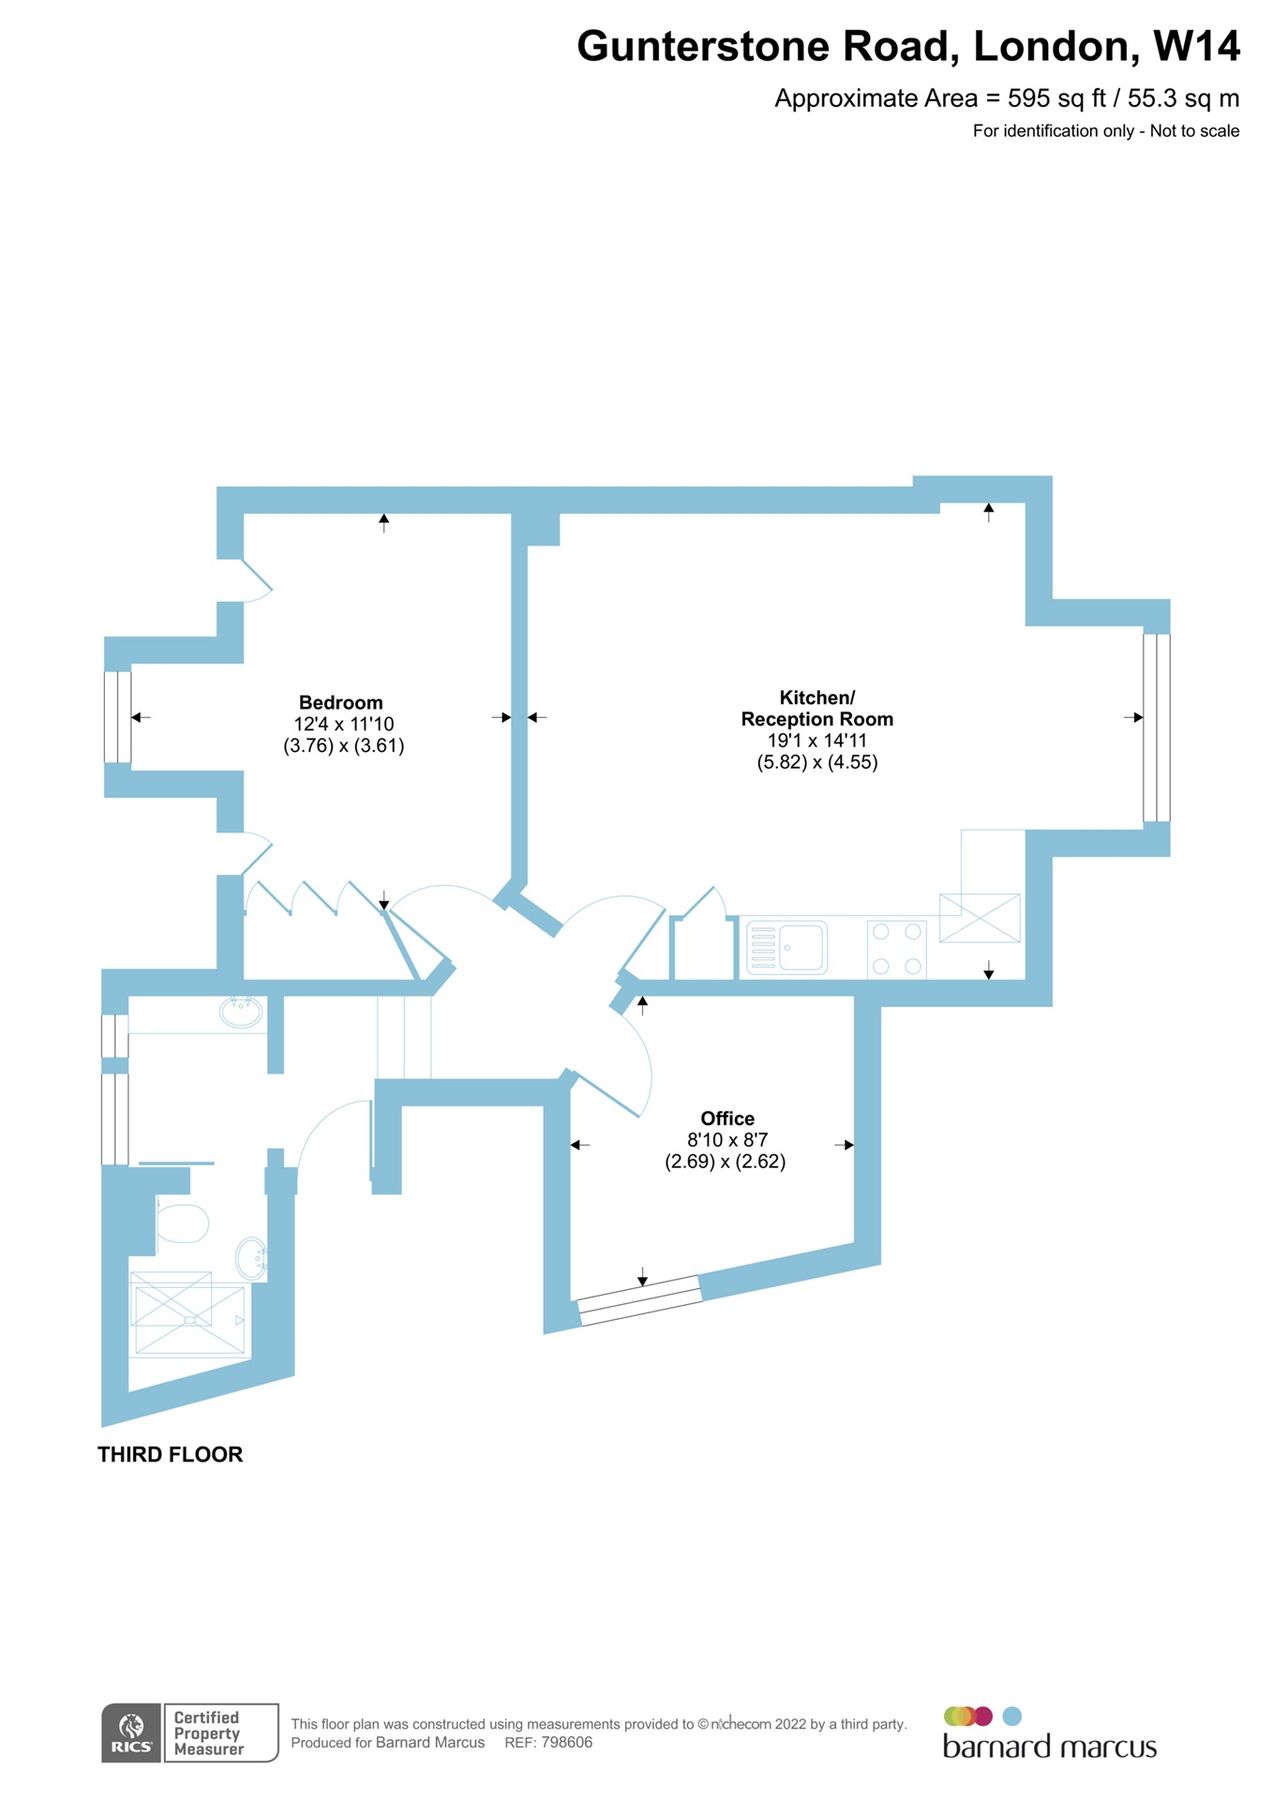 Gunterstone Road, London, W14
Approximate Area = 595 sq ft / 55.3 sq m
For identification only - Not to scale
Bedroom
12'4 x 11'10
(3.76) x (3.61)
Kitchen/
Reception Room
19'1 x 14'11
(5.82) x (4.55)
Office
8'10 x 8'7
(2.69) x (2.62)
THIRD FLOOR
RICS
Certified
Property
Measurer
This floor plan was constructed using measurements provided to © nichecom 2022 by a third party.
Produced for Barnard Marcus REF: 798606
barnard marcus